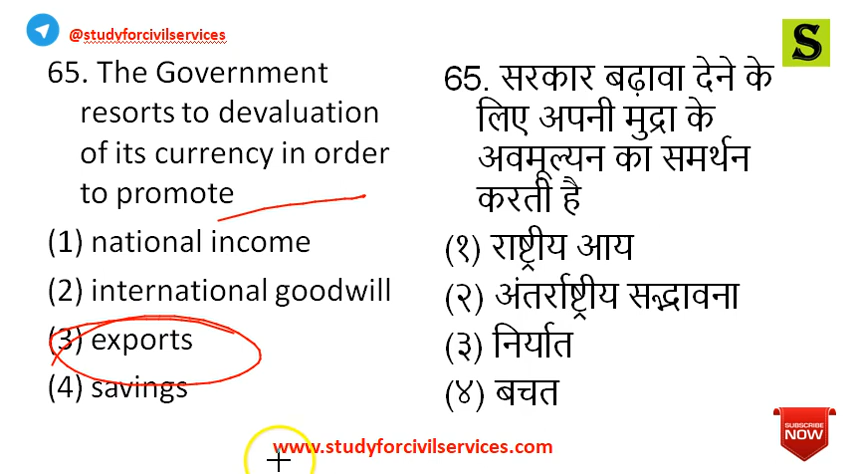 @studyforcivilservices
65. The Government
resorts to devaluation
of its currency in order
to promote
(1) national income
(2) international goodwill
(3) exports
(4) savings
65. सरकार बढ़ावा देने के
लिए अपनी मुद्रा के
अवमूल्यन का समर्थन
करती है
(१) राष्ट्रीय आय
(२) अंतर्राष्ट्रीय सद्भावना
(३) निर्यात
(४) बचत
S
SUBSCRIBE
NOW
www.studyforcivilservices.com